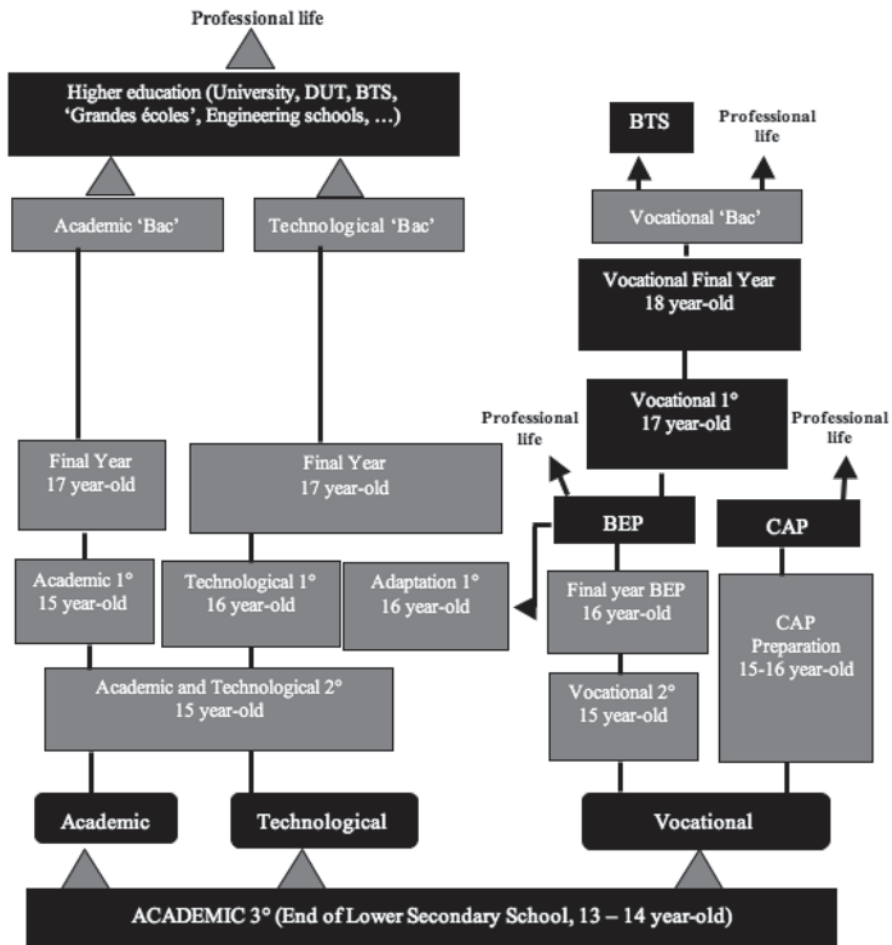 Professional life
Higher education (University, DUT, BTS,
‘Grandes écoles’, Engineering schools, …)
BTS
Professional
life
Academic ‘Bac’
Technological ‘Bac’
Vocational ‘Bac’
Vocational Final Year
18 year-old
Vocational 1°
17 year-old
Professional
life
Professional
life
Final Year
17 year-old
Final Year
17 year-old
BEP
CAP
Academic 1°
15 year-old
Technological 1°
16 year-old
Adaptation 1°
16 year-old
Final year BEP
16 year-old
CAP
Preparation
15-16 year-old
Academic and Technological 2°
15 year-old
Vocational 2°
15 year-old
Academic
Technological
Vocational
ACADEMIC 3° (End of Lower Secondary School, 13 – 14 year-old)